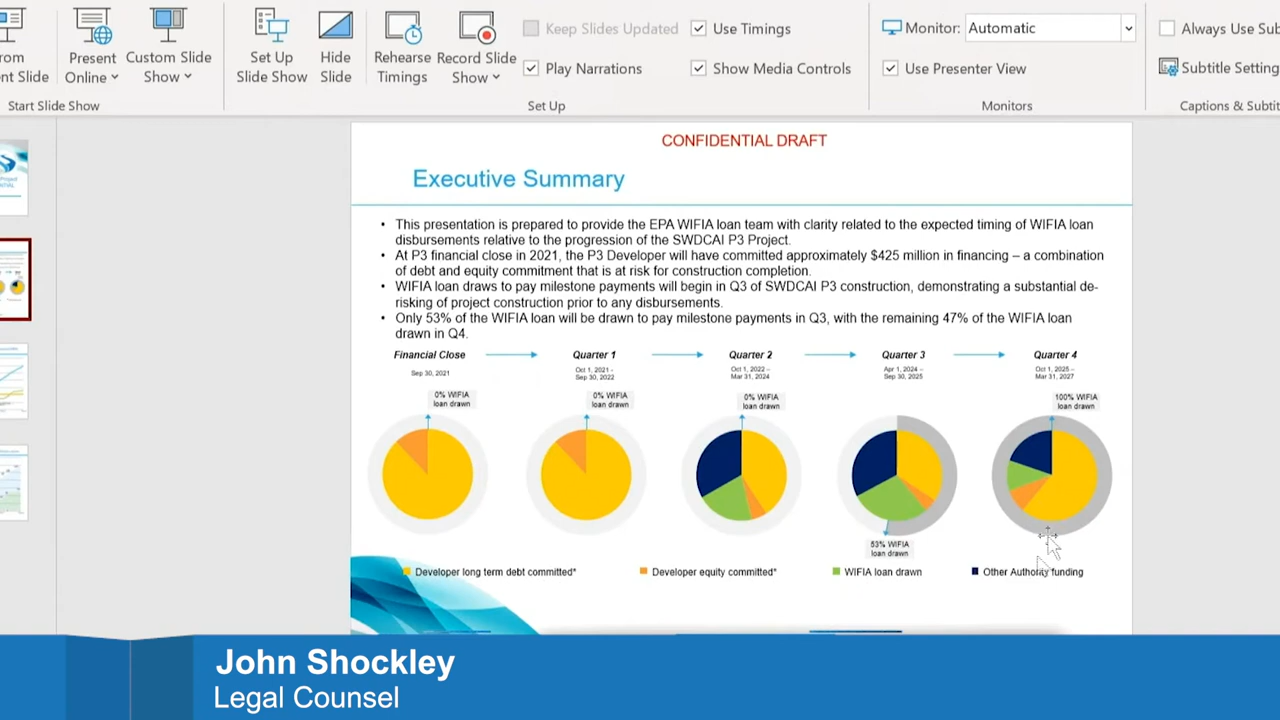 rom
nt Slide
Present
Online
Custom Slide
Show
Start Slide Show
Set Up
Slide Show
Hide
Slide
Rehearse
Timings
Record Slide
Show
Keep Slides Updated
Play Narrations
Use Timings
Show Media Controls
Set Up
Monitor: Automatic
Use Presenter View
Monitors
Always Use Sub
Subtitle Setting
Captions & Subtit
CONFIDENTIAL DRAFT
Executive Summary
• This presentation is prepared to provide the EPA WIFIA loan team with clarity related to the expected timing of WIFIA loan
disbursements relative to the progression of the SWDCAI P3 Project.
• At P3 financial close in 2021, the P3 Developer will have committed approximately $425 million in financing – a combination
of debt and equity commitment that is at risk for construction completion.
• WIFIA loan draws to pay milestone payments will begin in Q3 of SWDCAI P3 construction, demonstrating a substantial de-
risking of project construction prior to any disbursements.
• Only 53% of the WIFIA loan will be drawn to pay milestone payments in Q3, with the remaining 47% of the WIFIA loan
drawn in Q4.
Financial Close
Quarter 1
Quarter 2
Quarter 3
Quarter 4
Sep 30, 2021
Oct 1, 2021 -
Sep 30, 2022
Oct 1, 2022 –
Mar 31, 2024
Apr 1, 2024 –
Sep 30, 2025
Oct 1, 2025 –
Mar 31, 2027
0% WIFIA
loan drawn
0% WIFIA
loan drawn
0% WIFIA
loan drawn
100% WIFIA
loan drawn
53% WIFIA
loan drawn
Developer long term debt committed*
Developer equity committed*
WIFIA loan drawn
Other Authority funding
John Shockley
Legal Counsel